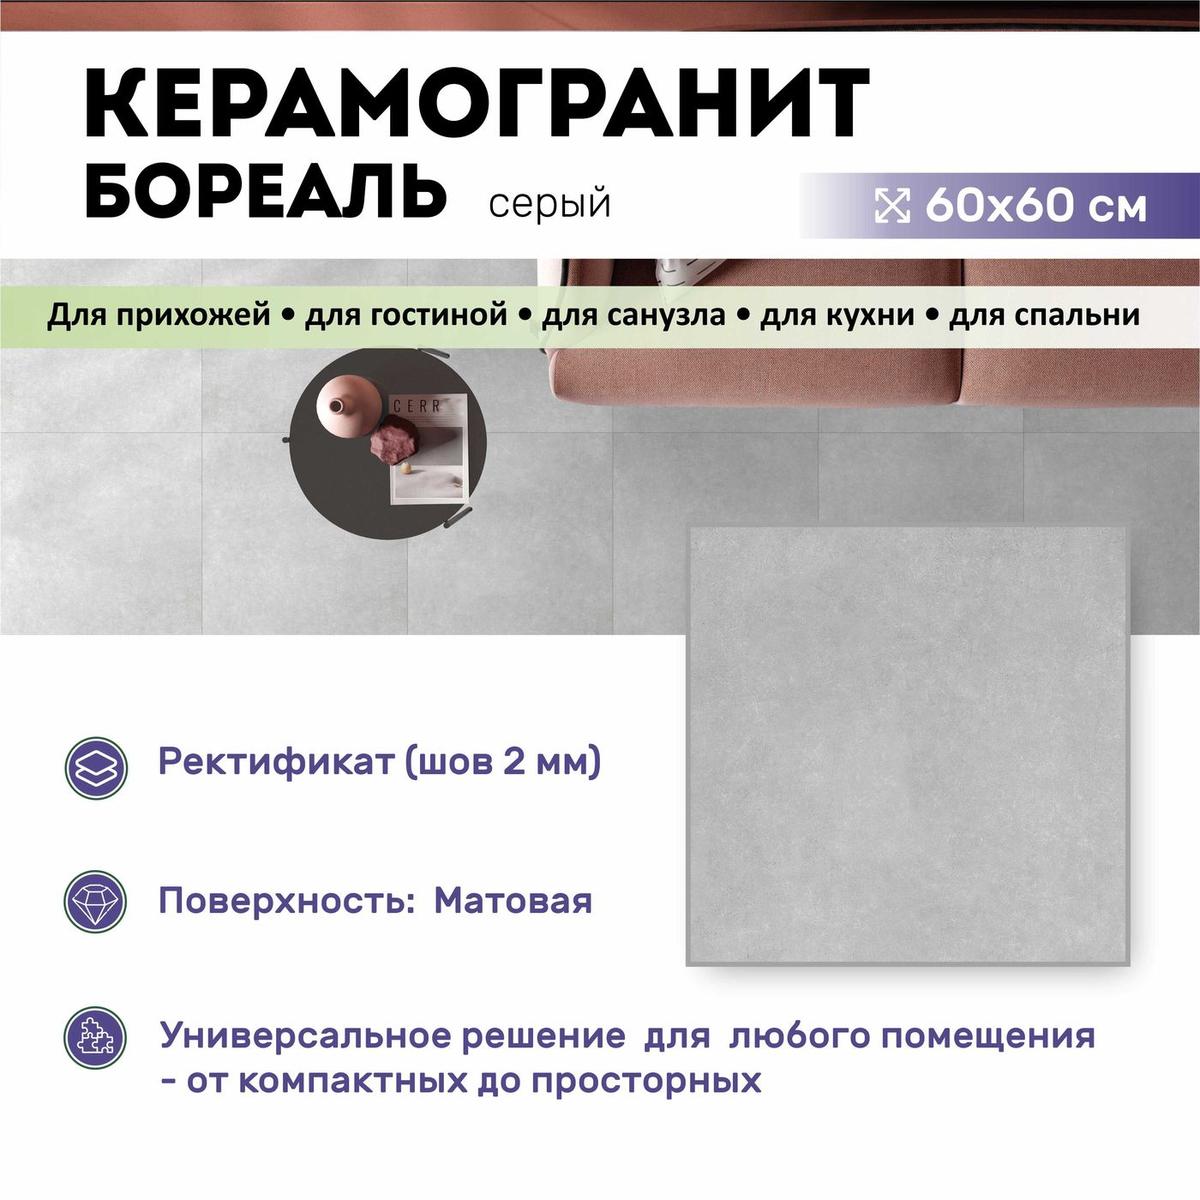 КЕРАМОГРАНИТ
БОРЕАЛЬ серый
60x60 см
Для прихожей • для гостиной • для санузла • для кухни • для спальни
CERR
Ректификат (шов 2 мм)
Поверхность: Матовая
Универсальное решение для любого помещения
- от компактных до просторных